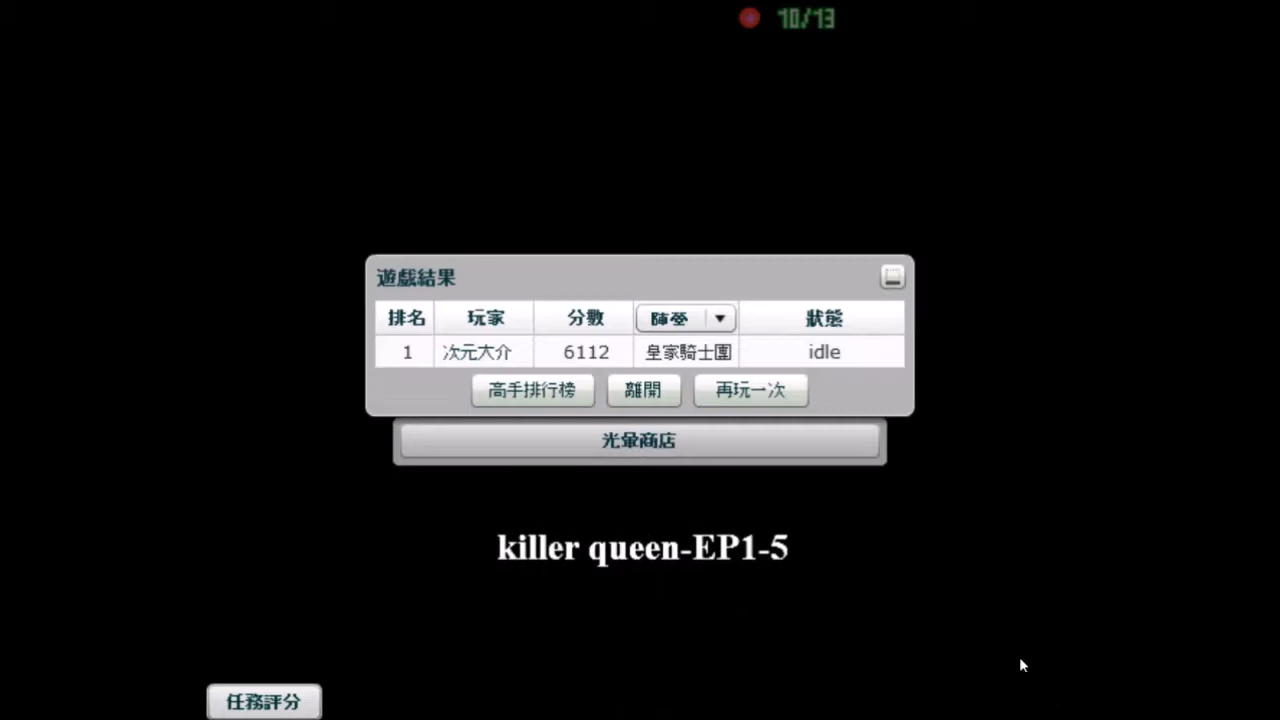 10/13
遊戲結果
排名 玩家 分數 陣營 狀態
1 次元大介 6112 皇家騎士團 idle
高手排行榜 離開 再玩一次
光暈商店
killer queen-EP1-5
任務評分